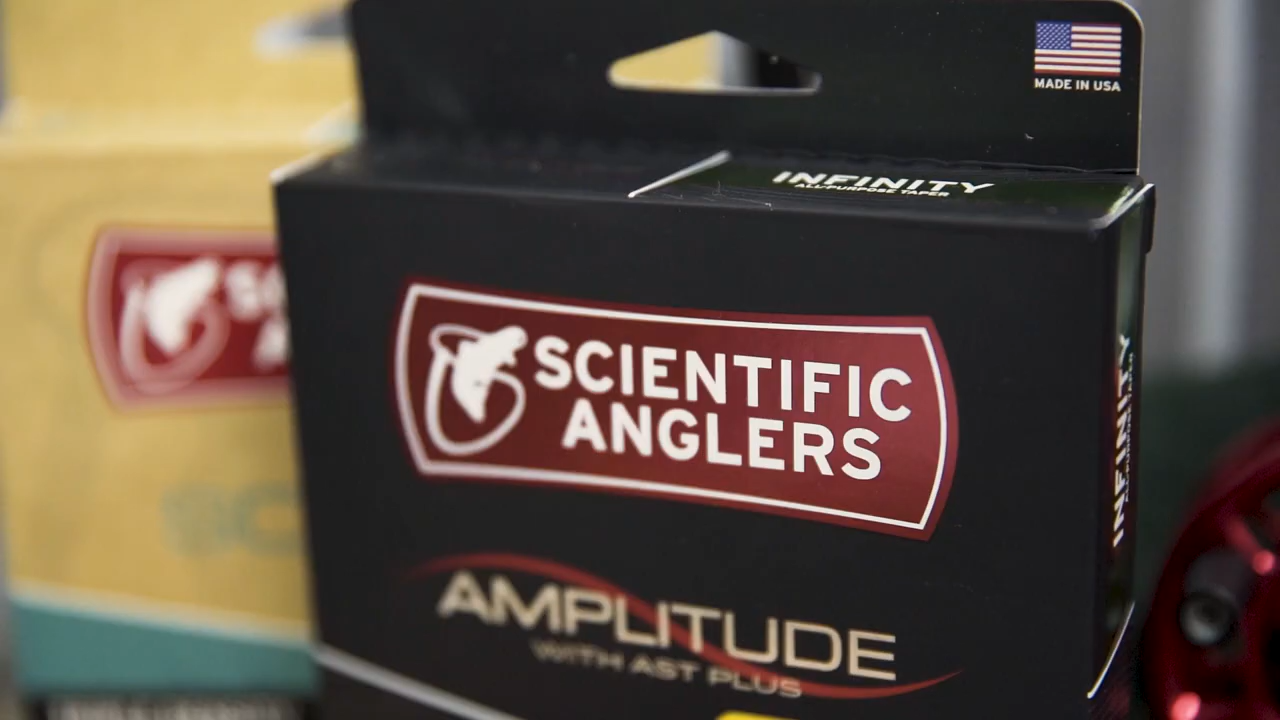 MADE IN USA
INFINITY
ALL-PURPOSE TAPER
SCIENTIFIC
ANGLERS
AMPLITUDE
WITH AST PLUS
INFINITY